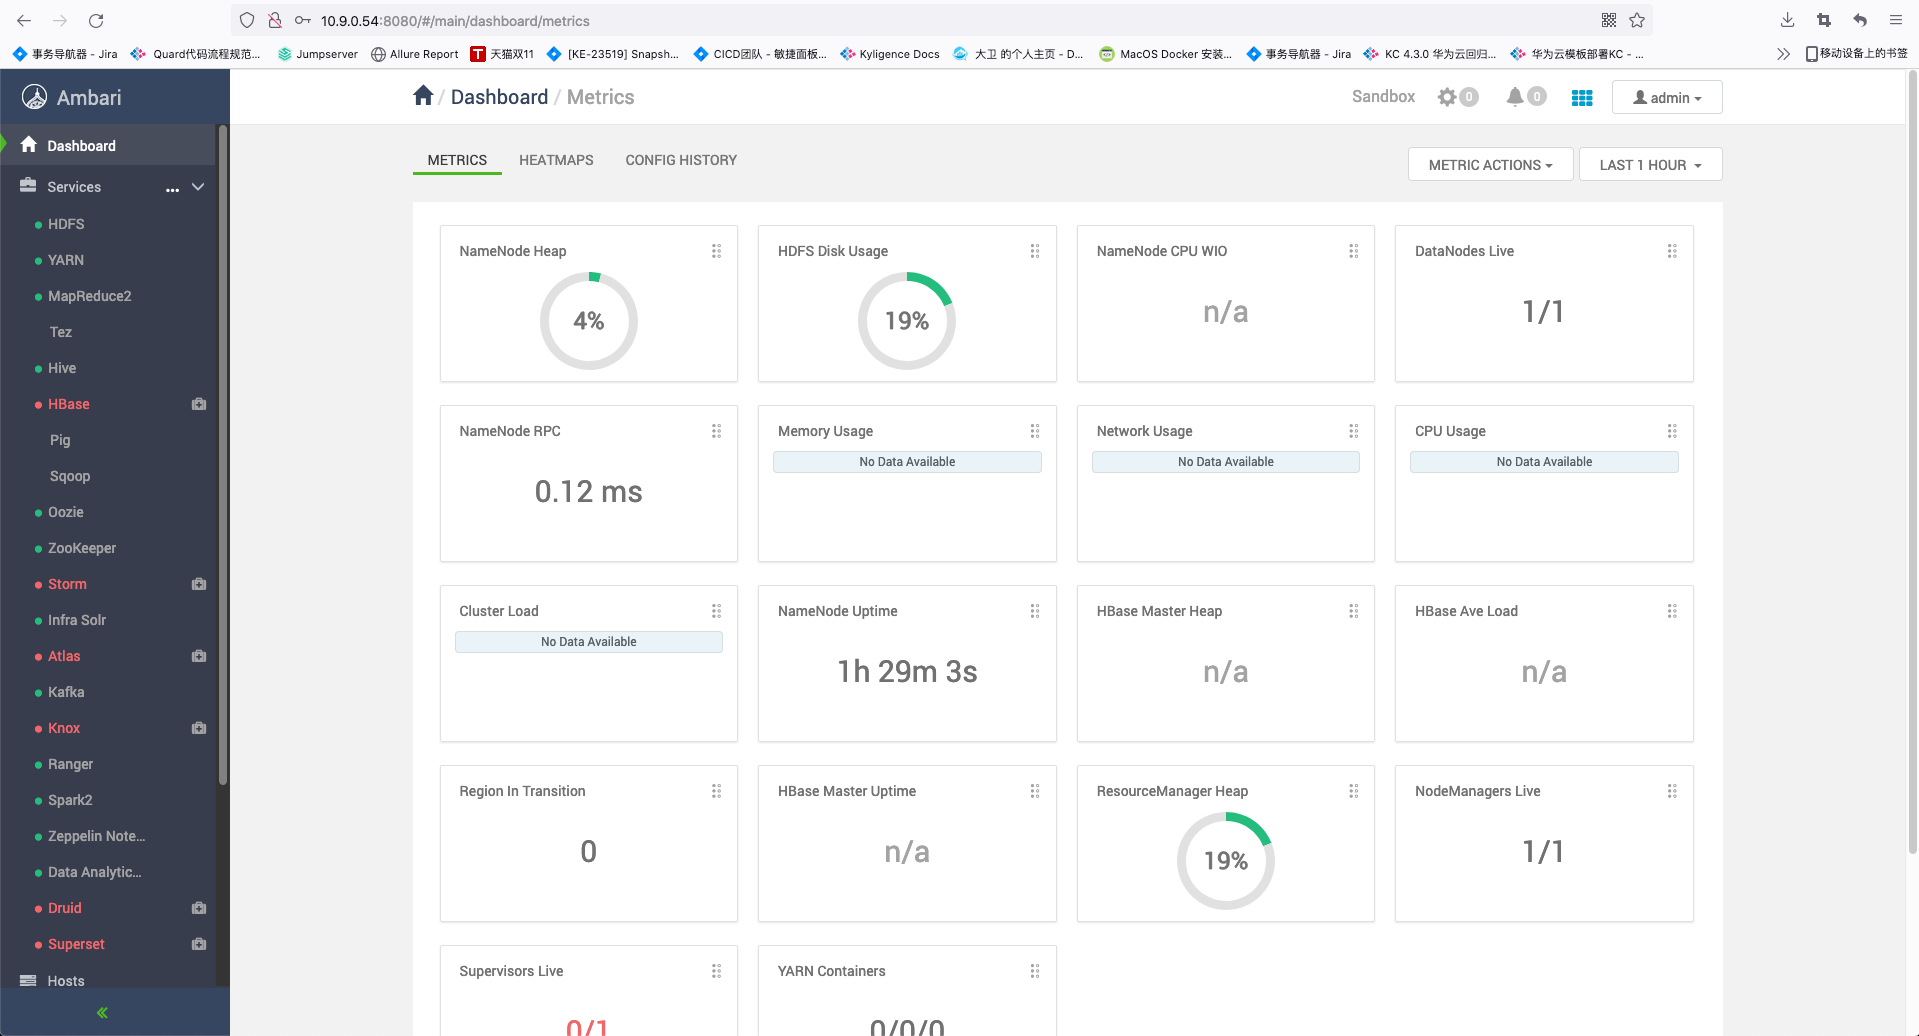 10.9.0.54:8080/#/main/dashboard/metrics
事务导航器 - Jira
Quard代码流程规范...
Jumpserver
Allure Report
天猫双11
[KE-23519] Snapsh...
CICD团队 - 敏捷面板...
Kyligence Docs
大卫 的个人主页 - D...
MacOS Docker 安装...
事务导航器 - Jira
KC 4.3.0 华为云回归...
华为云模板部署KC - ...
移动设备上的书签
Ambari
Dashboard
Services
HDFS
YARN
MapReduce2
Tez
Hive
HBase
Pig
Sqoop
Oozie
ZooKeeper
Storm
Infra Solr
Atlas
Kafka
Knox
Ranger
Spark2
Zeppelin Note...
Data Analytic...
Druid
Superset
Hosts
/ Dashboard / Metrics
Sandbox
0
0
admin
METRICS
HEATMAPS
CONFIG HISTORY
METRIC ACTIONS
LAST 1 HOUR
NameNode Heap
4%
HDFS Disk Usage
19%
NameNode CPU WIO
n/a
DataNodes Live
1/1
NameNode RPC
0.12 ms
Memory Usage
No Data Available
Network Usage
No Data Available
CPU Usage
No Data Available
Cluster Load
No Data Available
NameNode Uptime
1h 29m 3s
HBase Master Heap
n/a
HBase Ave Load
n/a
Region In Transition
0
HBase Master Uptime
n/a
ResourceManager Heap
19%
NodeManagers Live
1/1
Supervisors Live
0/1
YARN Containers
0/0/0